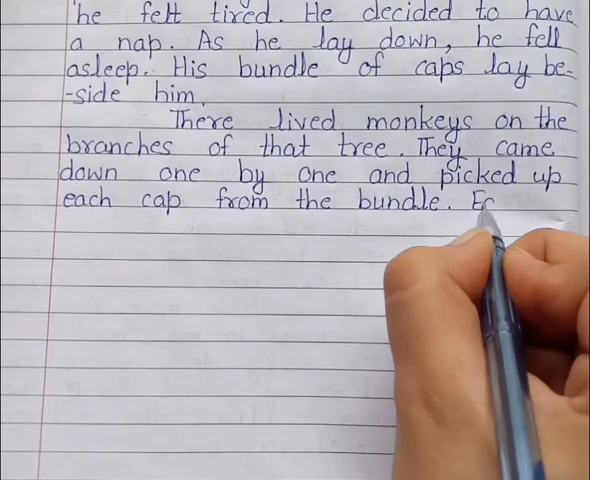 he felt tired. He decided to have
a nap. As he lay down, he fell
asleep. His bundle of caps lay be-
-side him.
There lived monkeys on the
branches of that tree. They came
down one by one and picked up
each cap from the bundle. Ea